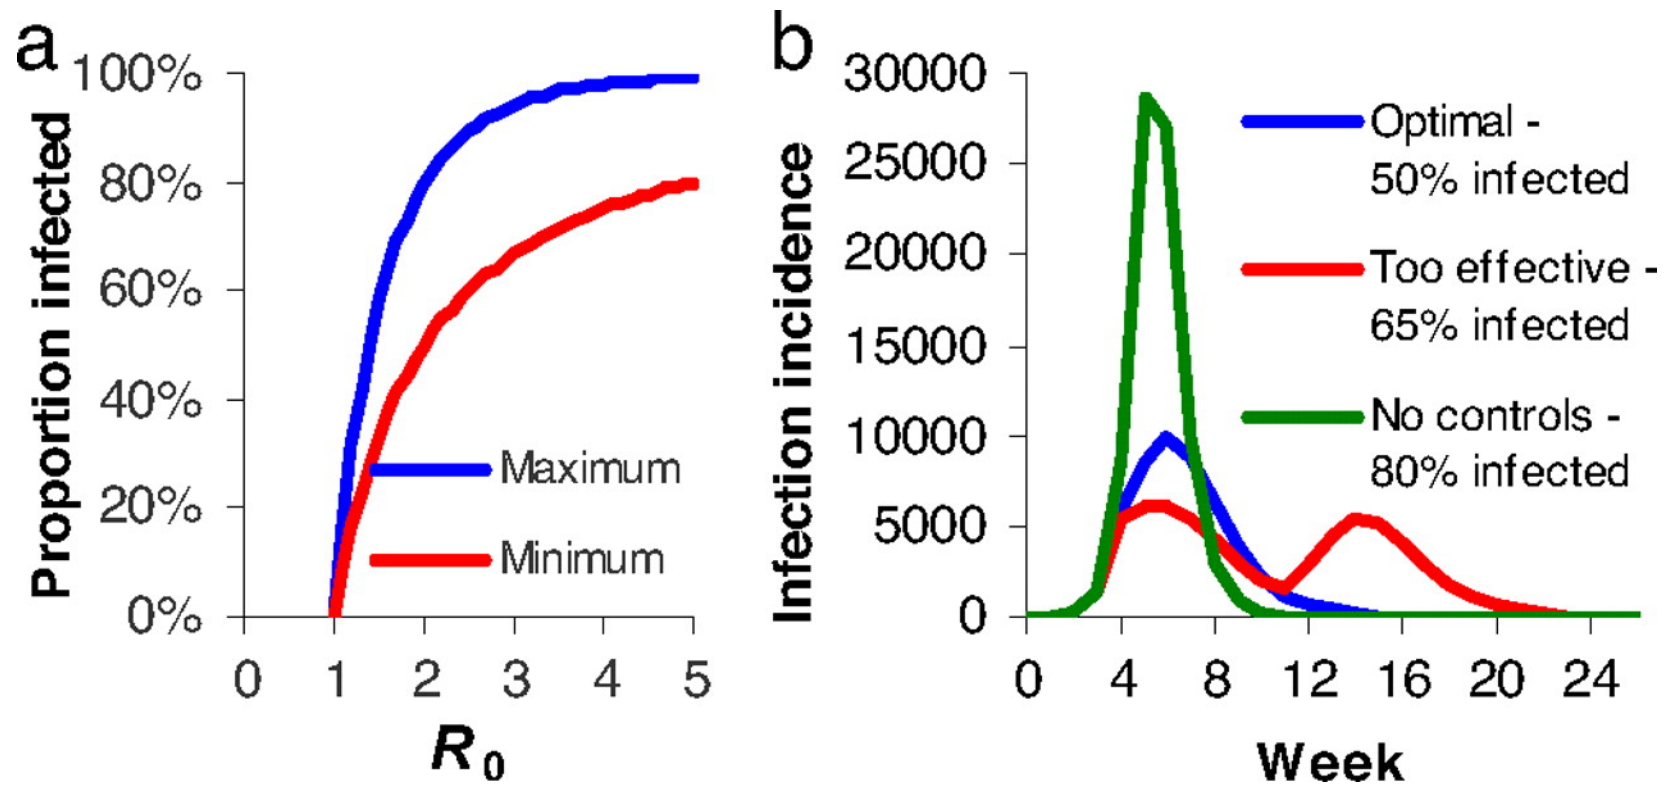 a
100%
80%
60%
40%
20%
0%
Proportion infected
Maximum
Minimum
0 1 2 3 4 5
R0
b
30000
25000
20000
15000
10000
5000
0
Infection incidence
Optimal -
50% infected
Too effective -
65% infected
No controls -
80% infected
0 4 8 12 16 20 24
Week